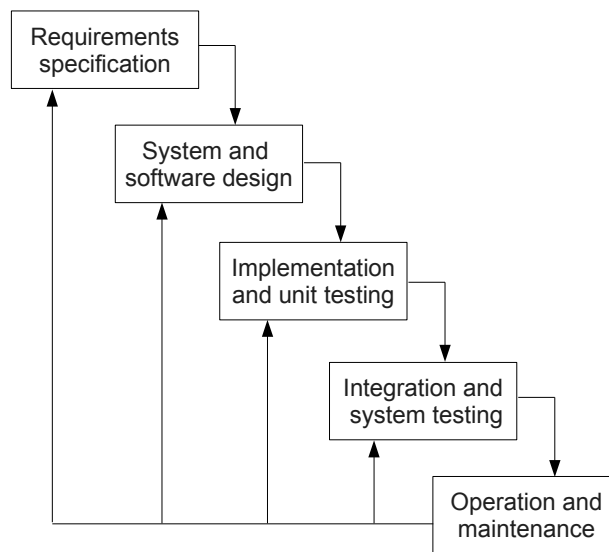 Requirements
specification
System and
software design
Implementation
and unit testing
Integration and
system testing
Operation and
maintenance